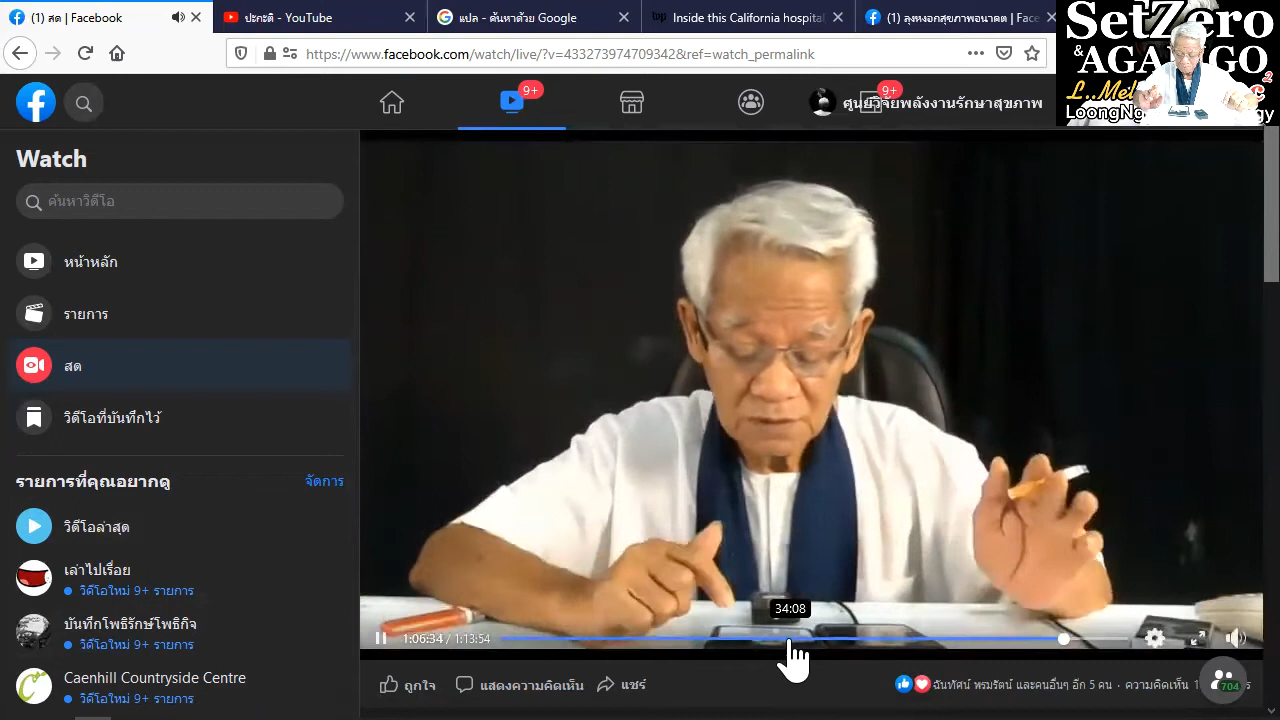 (1) สด | Facebook
ปะกะติ - YouTube
แปล - ค้นหาด้วย Google
Inside this California hospital
(1) ลุงหงอกสุขภาพอนาคต | Face
https://www.facebook.com/watch/live/?v=433273974709342&ref=watch_permalink
SetZero
&
L..Mel
2
LoongNg
gy
9+
9+
ศูนย์วิจัยพลังงานรักษาสุขภาพ
Watch
ค้นหาวิดีโอ
หน้าหลัก
รายการ
สด
วิดีโอที่บันทึกไว้
รายการที่คุณอยากดู
จัดการ
วิดีโอล่าสุด
เล่าไปเรื่อย
วิดีโอใหม่ 9+ รายการ
บันทึกโพธิรักษ์โพธิกิจ
วิดีโอใหม่ 9+ รายการ
Caenhill Countryside Centre
วิดีโอใหม่ 9+ รายการ
34:08
1:06:34 / 1:13:54
ถูกใจ
แสดงความคิดเห็น
แชร์
ฉันทัศน์ พรมรัตน์ และคนอื่นๆ อีก 5 คน · ความคิดเห็น 1
704